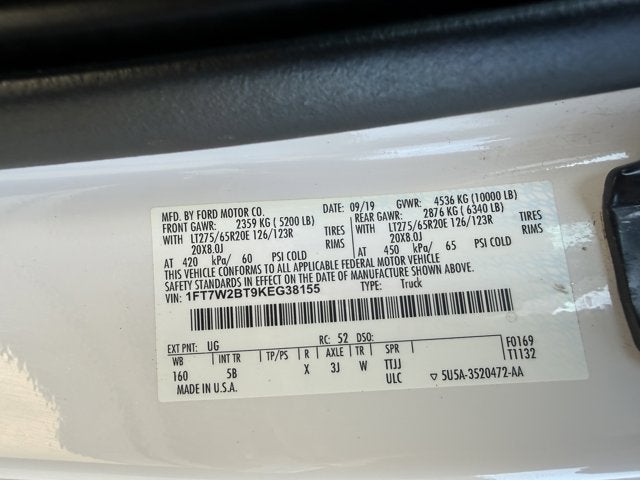 MFD. BY FORD MOTOR CO. DATE: 09/19 GVWR: 4536 KG (10000 LB)
FRONT GAWR: 2359 KG (5200 LB) REAR GAWR: 2876 KG (6340 LB)
WITH LT275/65R20E 126/123R TIRES WITH LT275/65R20E 126/123R TIRES
20X8.0J RIMS 20X8.0J RIMS
AT 420 kPa/ 60 PSI COLD AT 450 kPa/ 65 PSI COLD
THIS VEHICLE CONFORMS TO ALL APPLICABLE FEDERAL MOTOR VEHICLE
SAFETY STANDARDS IN EFFECT ON THE DATE OF MANUFACTURE SHOWN ABOVE.
VIN: 1FT7W2BT9KEG38155 TYPE: Truck
EXT PNT: UG RC: 52 DSO: F0169
WB INT TR TP/PS R AXLE TR SPR T1132
160 5B X 3J W TTJJ
MADE IN U.S.A. ULC ▽ 5U5A-3520472-AA